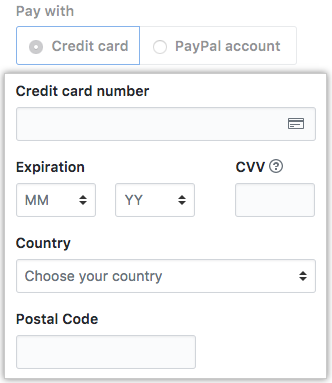 Pay with
Credit card PayPal account
Credit card number
Expiration CVV ?
MM YY
Country
Choose your country
Postal Code